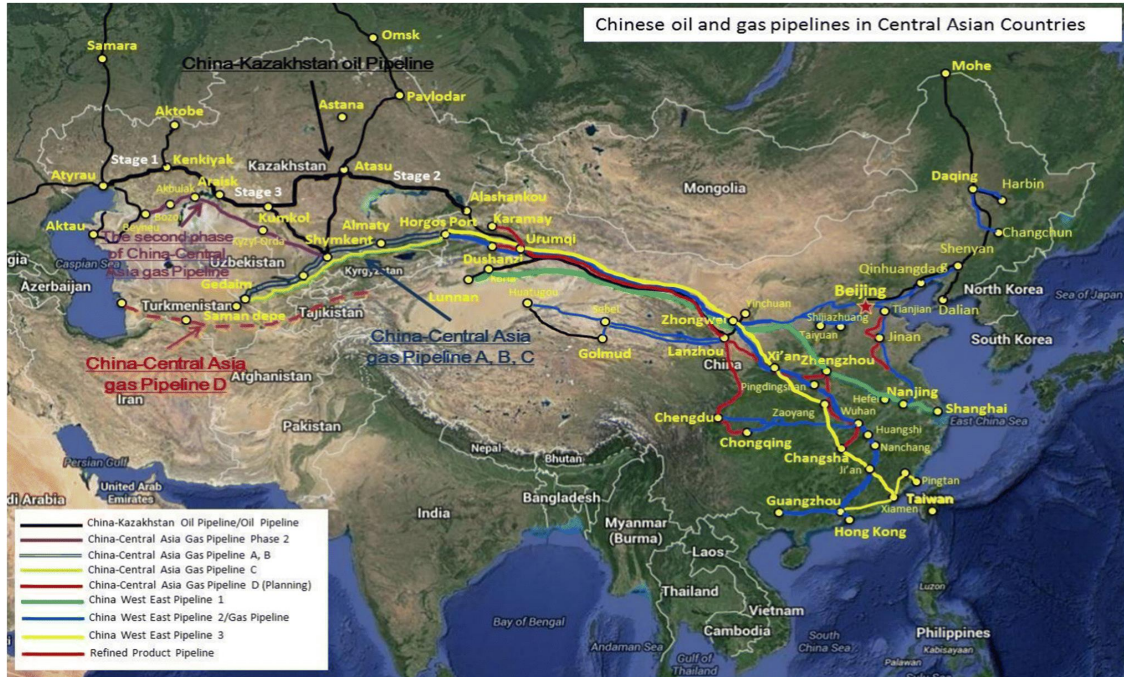 Chinese oil and gas pipelines in Central Asian Countries
Samara
Omsk
Mohe
China-Kazakhstan oil Pipeline
Pavlodar
Astana
Aktobe
Stage 1
Kenkiyak
Kazakhstan
Atasu
Stage 2
Mongolia
Daqing
Harbin
Atyrau
Akbulak
Aralsk
Stage 3
Alashankou
Karamay
Bozoi
Beyneu
Kumkol
Almaty
Horgos Port
Changchun
Aktau
Kyzyl-Orda
Shymkent
Urumqi
Shenyan
The second phase
of China-Central
Asia gas Pipeline
Uzbekistan
Dushanzi
Korla
Caspian Sea
gia
Azerbaijan
Kyrgyzstan
Qinhuangdao
Gedaim
Lunnan
Huatugou
Beijing
North Korea
Sea of Japan
Turkmenistan
Saman depe
Tajikistan
Sebei
Yinchuan
Shijiazhuang
Tianjian
Dalian
Zhongwei
Taiyuan
South Korea
China-Central Asia
gas Pipeline A, B, C
Golmud
Lanzhou
Jinan
China
Xi'an
Zhengzhou
China-Central Asia
gas Pipeline D
Afghanistan
Pingdingshan
Iran
Hefei
Nanjing
Shanghai
Pakistan
Chengdu
Zaoyang
Wuhan
East China Sea
Chongqing
Huangshi
Nepal
Bhutan
Changsha
Nanchang
Persian Gulf
Ji'an
Pingtan
United Arab
Emirates
di Arabia
Bangladesh
Guangzhou
Xiamen
Taiwan
India
Myanmar
(Burma)
Hong Kong
Laos
Thailand
Luzon
Vietnam
Bay of Bengal
Cambodia
Philippines
Andaman Sea
South
China Sea
Kabisayaan
Gulf of
Thailand
Palawan
China-Kazakhstan Oil Pipeline/Oil Pipeline
China-Central Asia Gas Pipeline Phase 2
China-Central Asia Gas Pipeline A, B
China-Central Asia Gas Pipeline C
China-Central Asia Gas Pipeline D (Planning)
China West East Pipeline 1
China West East Pipeline 2/Gas Pipeline
China West East Pipeline 3
Refined Product Pipeline